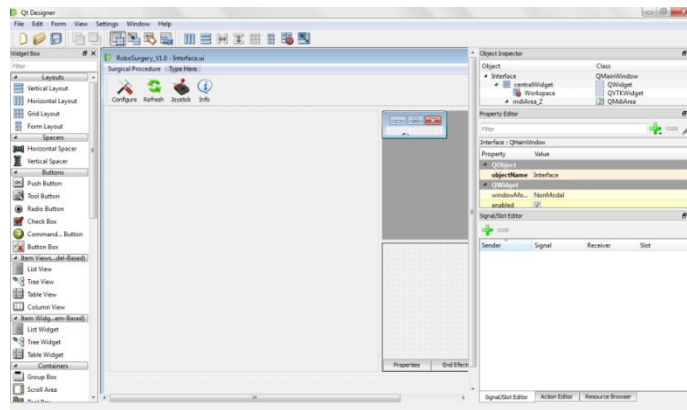 Qt Designer
File Edit Form View Settings Window Help
Widget Box
Filter
Layouts
Vertical Layout
Horizontal Layout
Grid Layout
Form Layout
Spacers
Horizontal Spacer
Vertical Spacer
Buttons
Push Button
Tool Button
Radio Button
Check Box
Command... Button
Button Box
Item Views...del-Based)
List View
Tree View
Table View
Column View
Item Widg...em-Based)
List Widget
Tree Widget
Table Widget
Containers
Group Box
Scroll Area
RoboSurgery_V1.0 - Interface.ui
Surgical Procedure Type Here
Configure Refresh Joystick Info
Properties End Effect
Object Inspector
Object Class
Interface QMainWindow
centralWidget QWidget
Workspace QVTKWidget
mdiArea_2 QMdiArea
Property Editor
Filter
Interface : QMainWindow
Property Value
QObject
objectName Interface
QWidget
windowMo... NonModal
enabled
Signal/Slot Editor
Sender Signal Receiver Slot
Signal/Slot Editor Action Editor Resource Browser